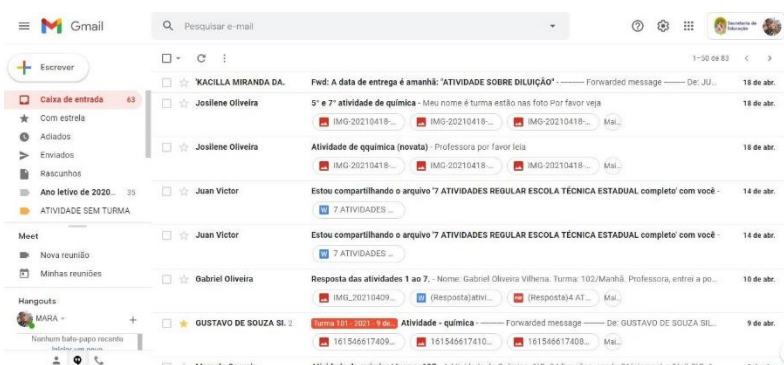 Gmail
Pesquisar e-mail
Secretaria de Educação
Escrever
1–50 de 83
Caixa de entrada 63
Com estrela
Adiados
Enviados
Rascunhos
Ano letivo de 2020... 35
ATIVIDADE SEM TURMA
Meet
Nova reunião
Minhas reuniões
Hangouts
MARA
Nenhum bate-papo recente
Iniciar um novo
'KACILLA MIRANDA DA. Fwd: A data de entrega é amanhã: "ATIVIDADE SOBRE DILUIÇÃO" - ---------- Forwarded message --------- De: JU... 18 de abr.
Josilene Oliveira 5° e 7° atividade de química - Meu nome é turma estão nas foto Por favor veja 18 de abr.
IMG-20210418-... IMG-20210418-... IMG-20210418-... Mai...
Josilene Oliveira Atividade de qquimica (novata) - Professora por favor leia 18 de abr.
IMG-20210418-... IMG-20210418-... IMG-20210418-... Mai...
Juan Victor Estou compartilhando o arquivo '7 ATIVIDADES REGULAR ESCOLA TÉCNICA ESTADUAL completo' com você - 14 de abr.
W 7 ATIVIDADES ...
Juan Victor Estou compartilhando o arquivo '7 ATIVIDADES REGULAR ESCOLA TÉCNICA ESTADUAL completo' com você - 14 de abr.
W 7 ATIVIDADES ...
Gabriel Oliveira Resposta das atividades 1 ao 7. - Nome: Gabriel Oliveira Vilhena. Turma: 102/Manhã. Professora, entrei a po... 10 de abr.
IMG_20210409... W (Resposta)ativi... (Resposta)4 AT... Mai...
GUSTAVO DE SOUZA SI. 2 Turma 101 - 2021 - 9 de... Atividade - química - ---------- Forwarded message --------- De: GUSTAVO DE SOUZA SIL... 9 de abr.
161546617409... 161546617410... 161546617408... Mai...